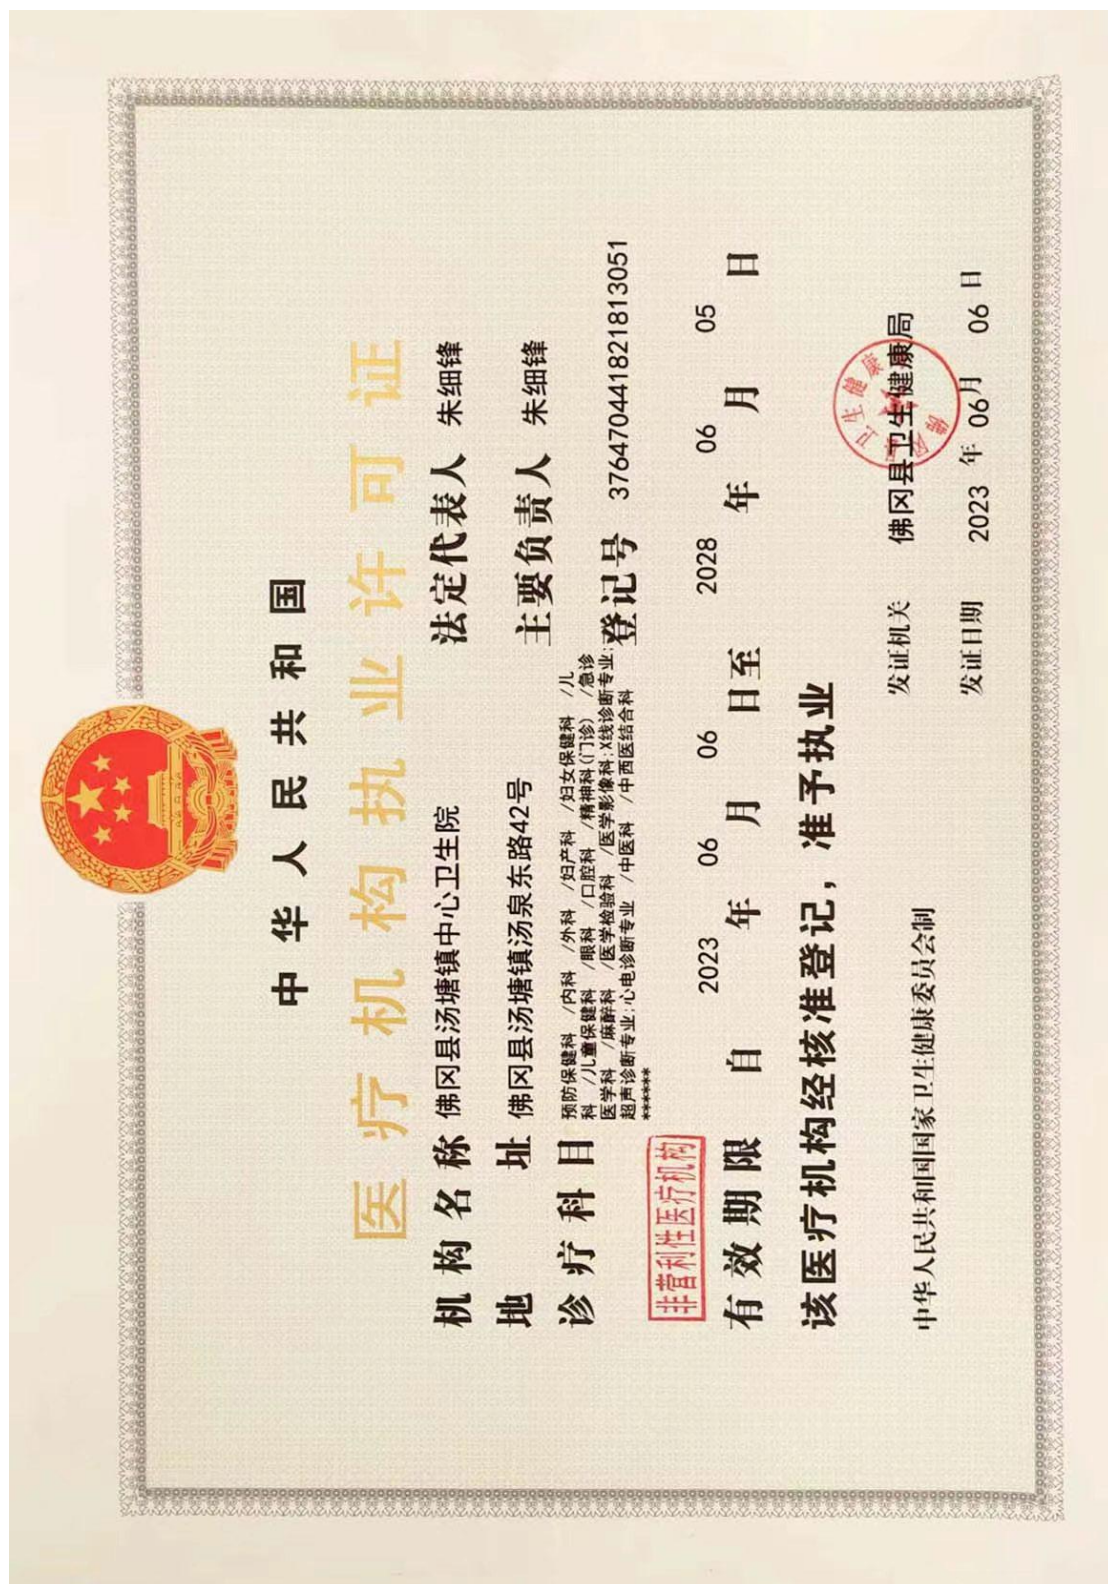 中华人民共和国
医疗机构执业许可证
机构名称 佛冈县汤塘镇中心卫生院 法定代表人 朱细锋
地址 佛冈县汤塘镇汤泉东路42号 主要负责人 朱细锋
诊疗科目 预防保健科 /内科 /外科 /妇产科 /妇女保健科 /儿
科 /儿童保健科 /眼科 /口腔科 /精神科(门诊) /急诊
医学科 /麻醉科 /医学检验科 /医学影像科;X线诊断专业;
超声诊断专业;心电诊断专业 /中医科 /中西医结合科
******
登记号 37647044182181305​1
非营利性医疗机构
有效期限 自 2023 年 06 月 06 日至 2028 年 06 月 05 日
该医疗机构经核准登记，准予执业
发证机关 佛冈县卫生健康局
中华人民共和国国家卫生健康委员会制
发证日期 2023 年 06 月 06 日